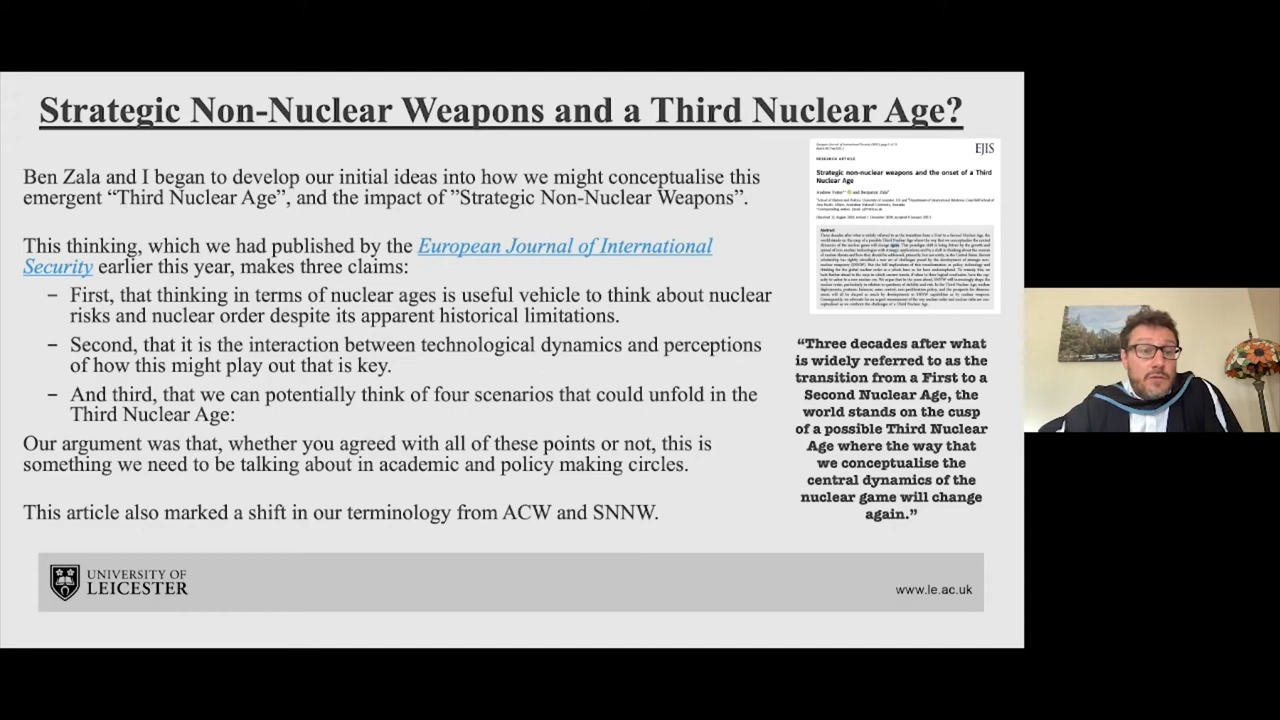 Strategic Non-Nuclear Weapons and a Third Nuclear Age?
Ben Zala and I began to develop our initial ideas into how we might conceptualise this
emergent “Third Nuclear Age”, and the impact of ”Strategic Non-Nuclear Weapons”.
This thinking, which we had published by the European Journal of International
Security earlier this year, makes three claims:
– First, that thinking in terms of nuclear ages is useful vehicle to think about nuclear
risks and nuclear order despite its apparent historical limitations.
– Second, that it is the interaction between technological dynamics and perceptions
of how this might play out that is key.
– And third, that we can potentially think of four scenarios that could unfold in the
Third Nuclear Age:
Our argument was that, whether you agreed with all of these points or not, this is
something we need to be talking about in academic and policy making circles.
This article also marked a shift in our terminology from ACW and SNNW.
EJIS
RESEARCH ARTICLE
Strategic non-nuclear weapons and the onset of a Third
Nuclear Age
Abstract
“Three decades after what
is widely referred to as the
transition from a First to a
Second Nuclear Age, the
world stands on the cusp
of a possible Third Nuclear
Age where the way that
we conceptualise the
central dynamics of the
nuclear game will change
again.”
UNIVERSITY OF
LEICESTER
www.le.ac.uk